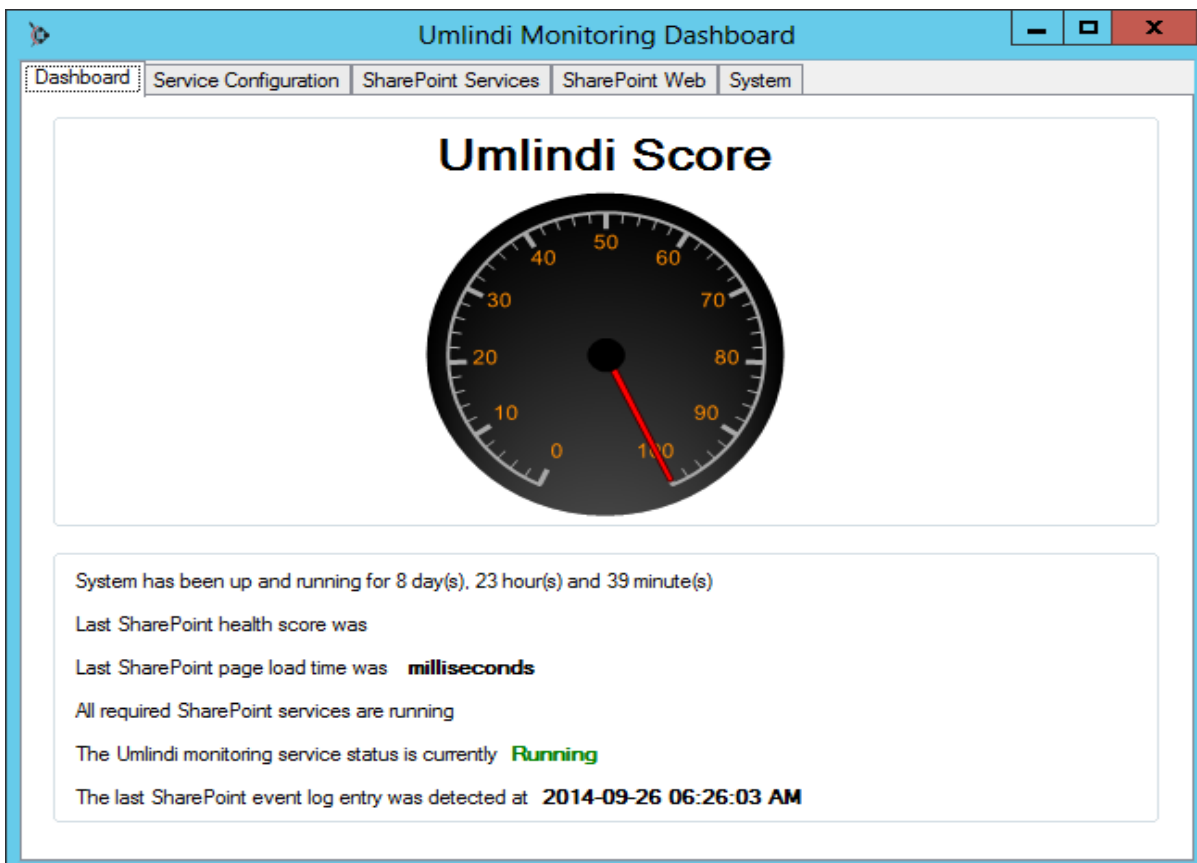 Umlindi Monitoring Dashboard
Dashboard Service Configuration SharePoint Services SharePoint Web System
Umlindi Score
0
10
20
30
40
50
60
70
80
90
100
System has been up and running for 8 day(s), 23 hour(s) and 39 minute(s)
Last SharePoint health score was
Last SharePoint page load time was milliseconds
All required SharePoint services are running
The Umlindi monitoring service status is currently Running
The last SharePoint event log entry was detected at 2014-09-26 06:26:03 AM